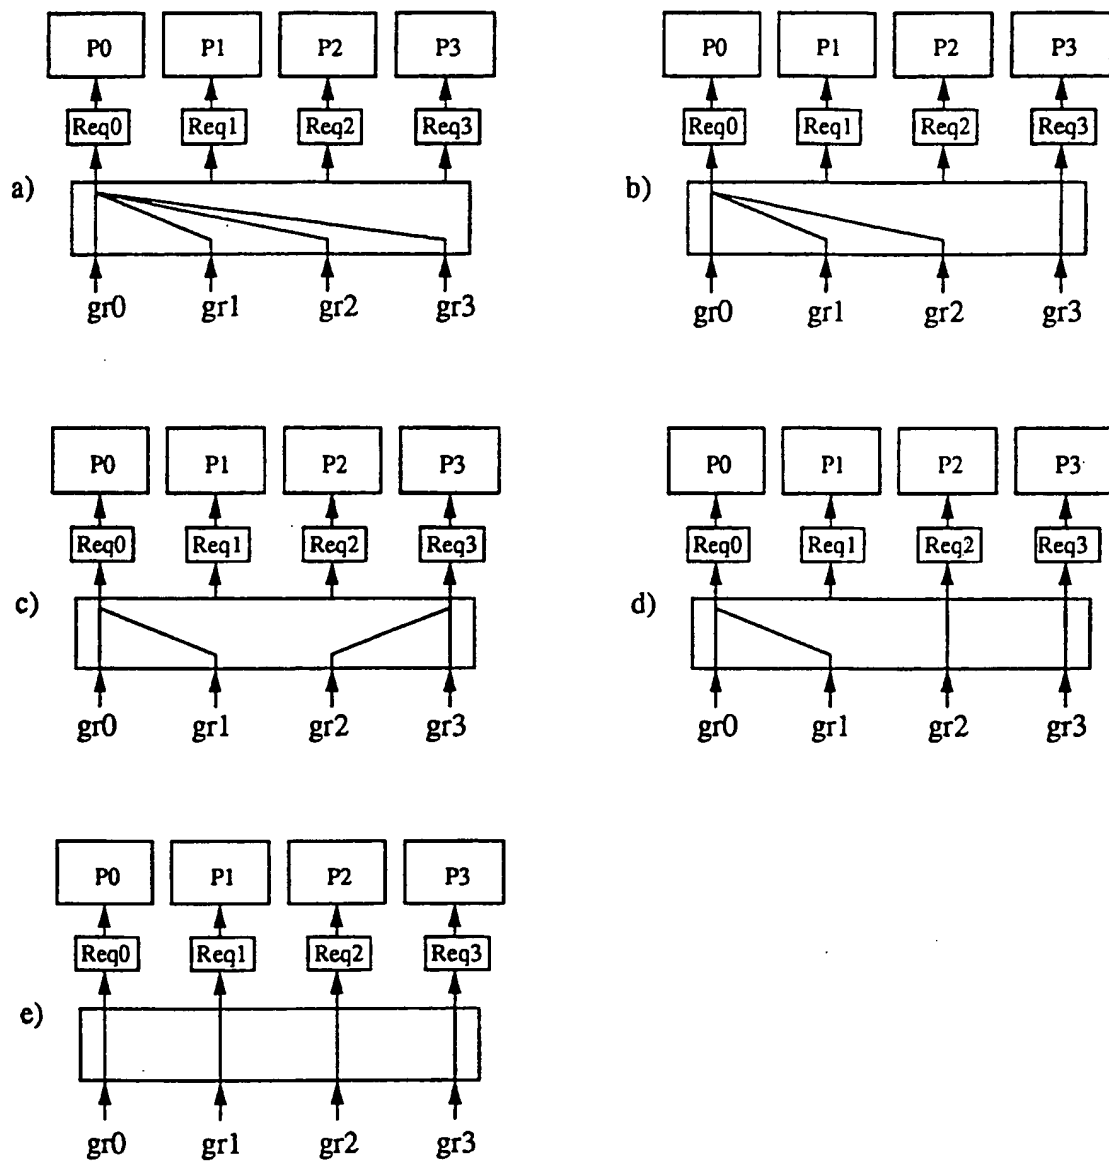 P0 P1 P2 P3
Req0 Req1 Req2 Req3
a)
gr0 gr1 gr2 gr3
P0 P1 P2 P3
Req0 Req1 Req2 Req3
b)
gr0 gr1 gr2 gr3
P0 P1 P2 P3
Req0 Req1 Req2 Req3
c)
gr0 gr1 gr2 gr3
P0 P1 P2 P3
Req0 Req1 Req2 Req3
d)
gr0 gr1 gr2 gr3
P0 P1 P2 P3
Req0 Req1 Req2 Req3
e)
gr0 gr1 gr2 gr3